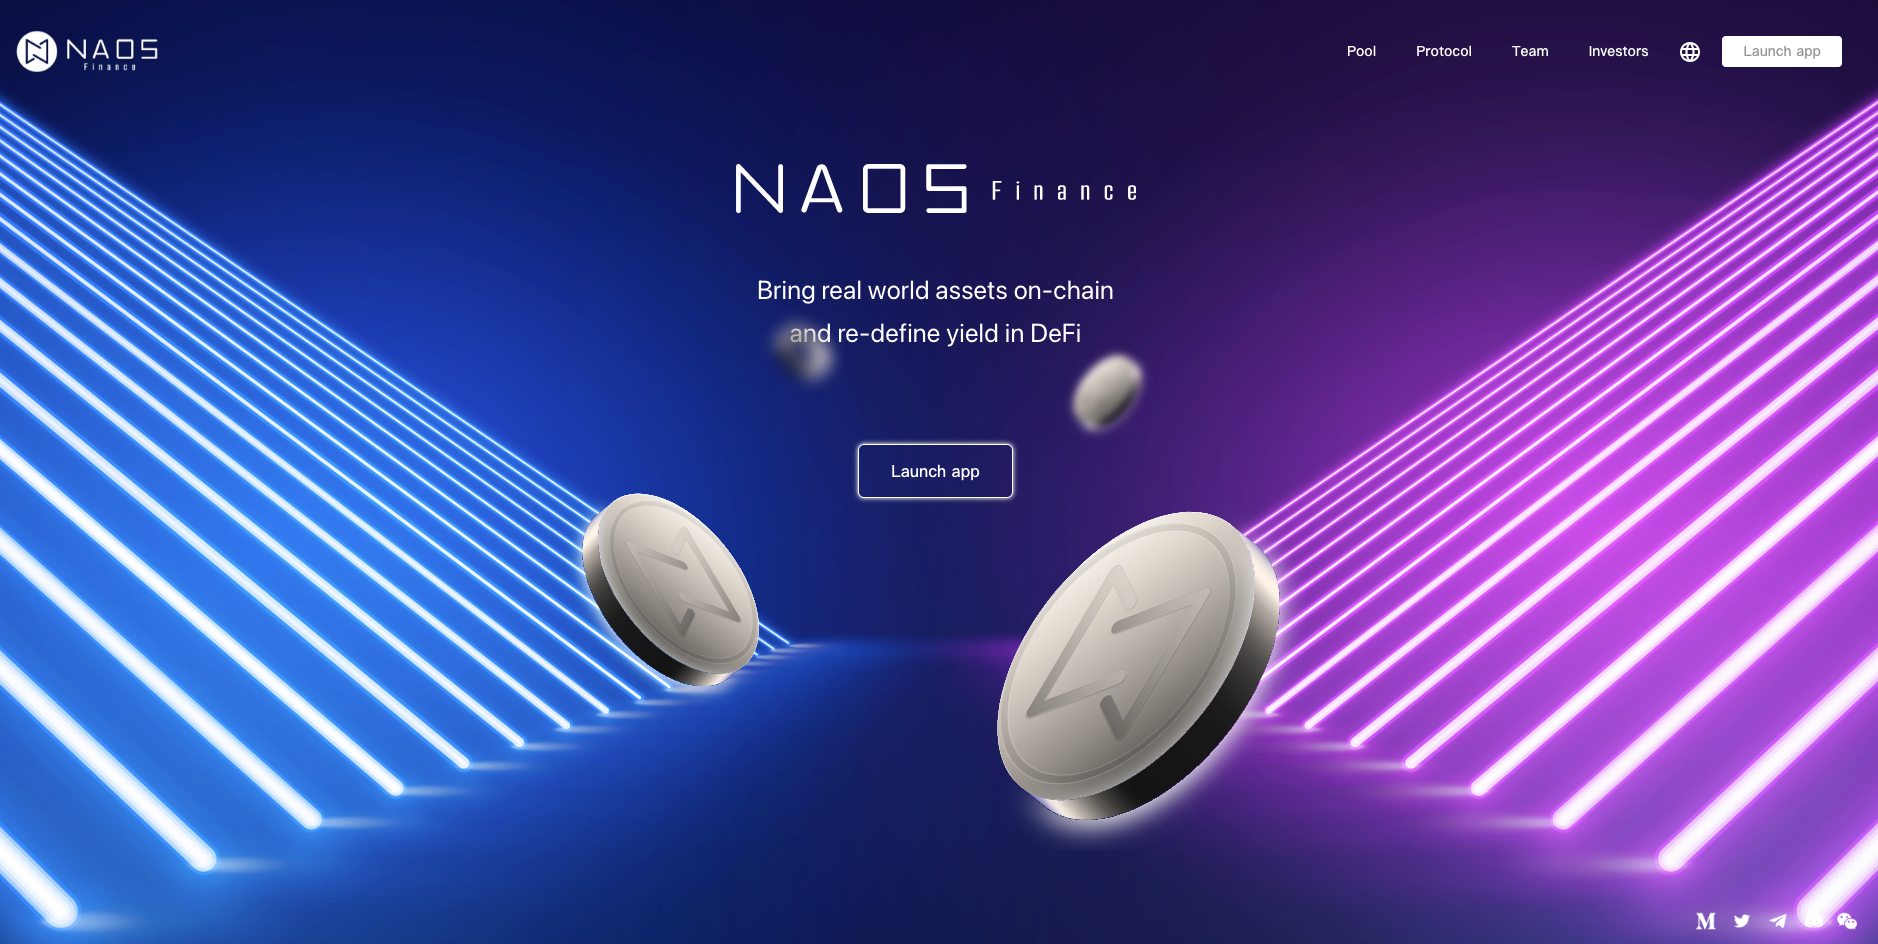 NAOS
Finance
Pool
Protocol
Team
Investors
Launch app
NAOS Finance
Bring real world assets on-chain
and re-define yield in DeFi
Launch app